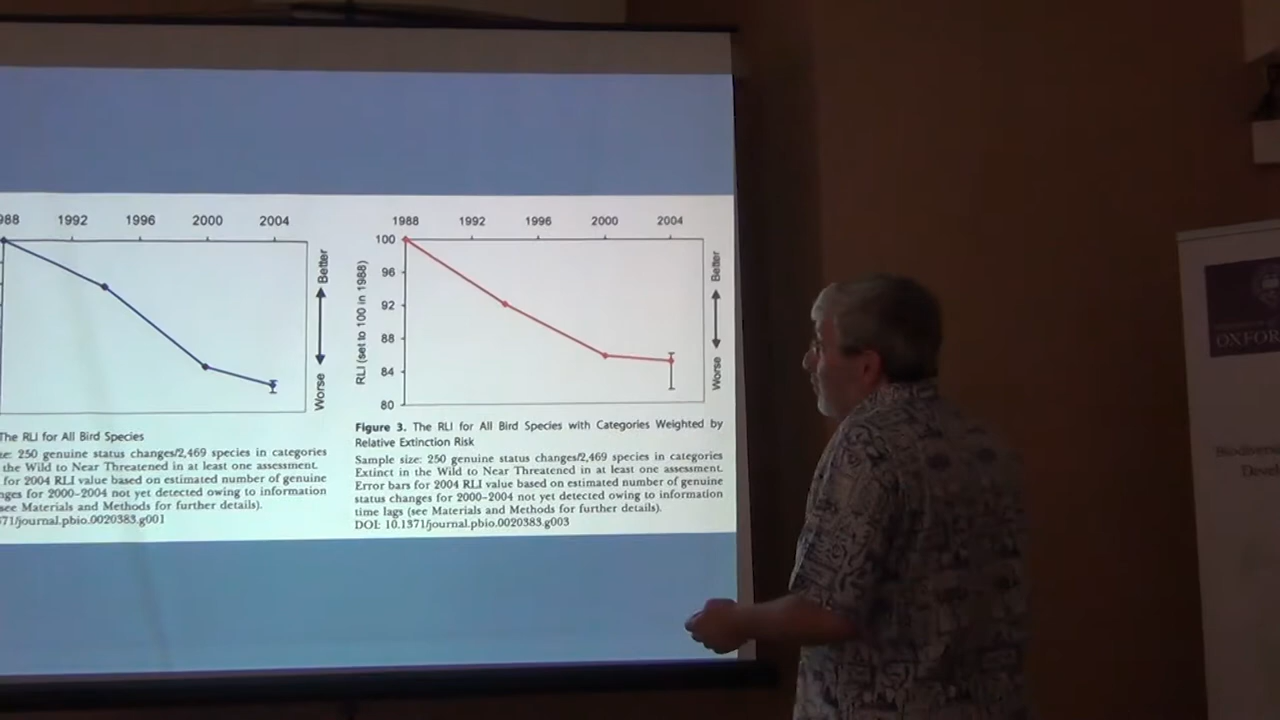 988 1992 1996 2000 2004
Better
Worse
The RLI for All Bird Species
ze: 250 genuine status changes/2,469 species in categories
the Wild to Near Threatened in at least one assessment.
for 2004 RLI value based on estimated number of genuine
nges for 2000–2004 not yet detected owing to information
see Materials and Methods for further details).
71/journal.pbio.0020383.g001
1988 1992 1996 2000 2004
100
96
92
88
84
80
RLI (set to 100 in 1988)
Better
Worse
Figure 3. The RLI for All Bird Species with Categories Weighted by
Relative Extinction Risk
Sample size: 250 genuine status changes/2,469 species in categories
Extinct in the Wild to Near Threatened in at least one assessment.
Error bars for 2004 RLI value based on estimated number of genuine
status changes for 2000–2004 not yet detected owing to information
time lags (see Materials and Methods for further details).
DOI: 10.1371/journal.pbio.0020383.g003
OXFOR
Biodivers
Deve